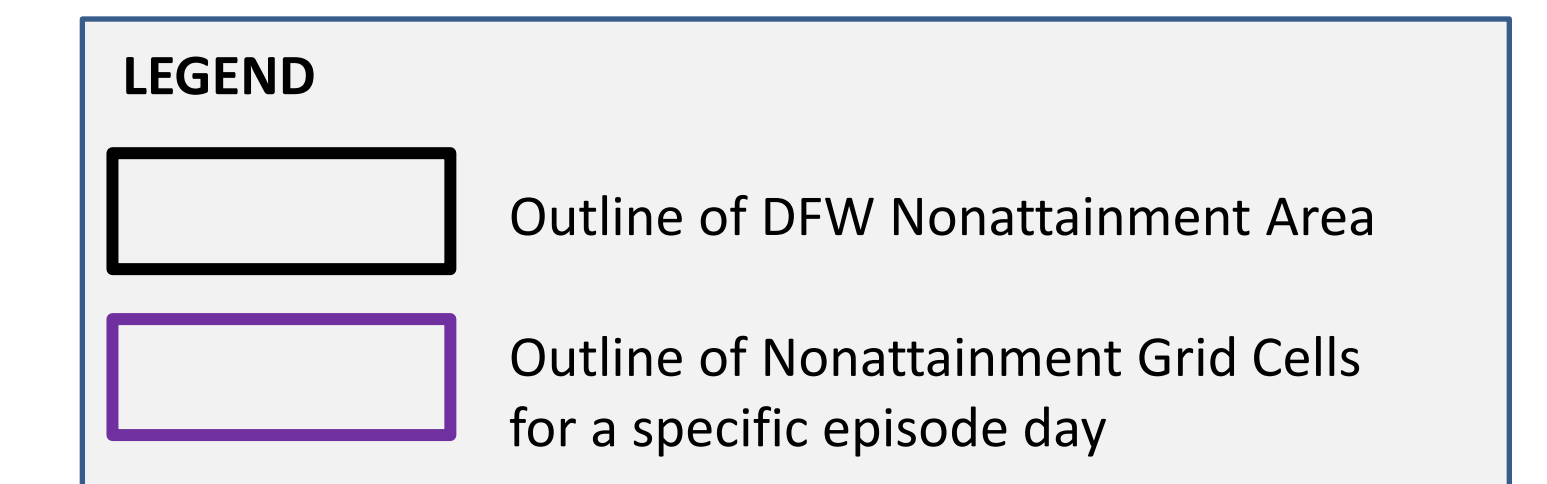 LEGEND
Outline of DFW Nonattainment Area
Outline of Nonattainment Grid Cells
for a specific episode day